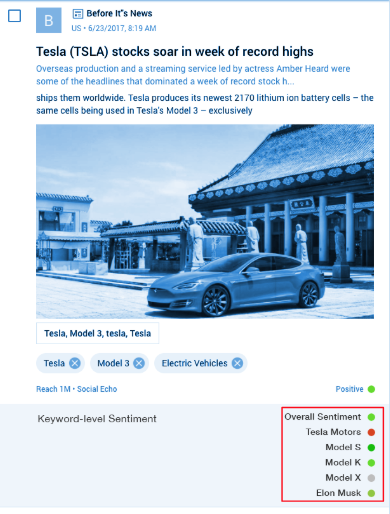 B
Before It"s News
US • 6/23/2017, 8:19 AM
Tesla (TSLA) stocks soar in week of record highs
Overseas production and a streaming service led by actress Amber Heard were
some of the headlines that dominated a week of record stock h...
ships them worldwide. Tesla produces its newest 2170 lithium ion battery cells – the
same cells being used in Tesla's Model 3 – exclusively
Tesla, Model 3, tesla, Tesla
Tesla
Model 3
Electric Vehicles
Reach 1M • Social Echo
Positive
Keyword-level Sentiment
Overall Sentiment
Tesla Motors
Model S
Model K
Model X
Elon Musk